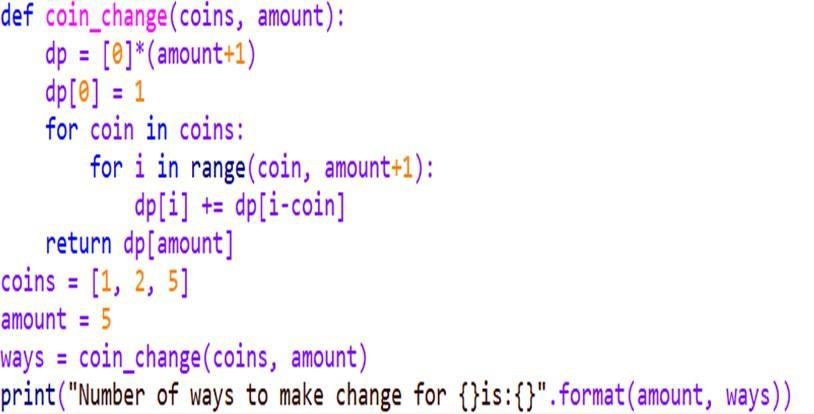 def coin_change(coins, amount):
    dp = [0]*(amount+1)
    dp[0] = 1
    for coin in coins:
        for i in range(coin, amount+1):
            dp[i] += dp[i-coin]
    return dp[amount]
coins = [1, 2, 5]
amount = 5
ways = coin_change(coins, amount)
print("Number of ways to make change for {}is:{}".format(amount, ways))